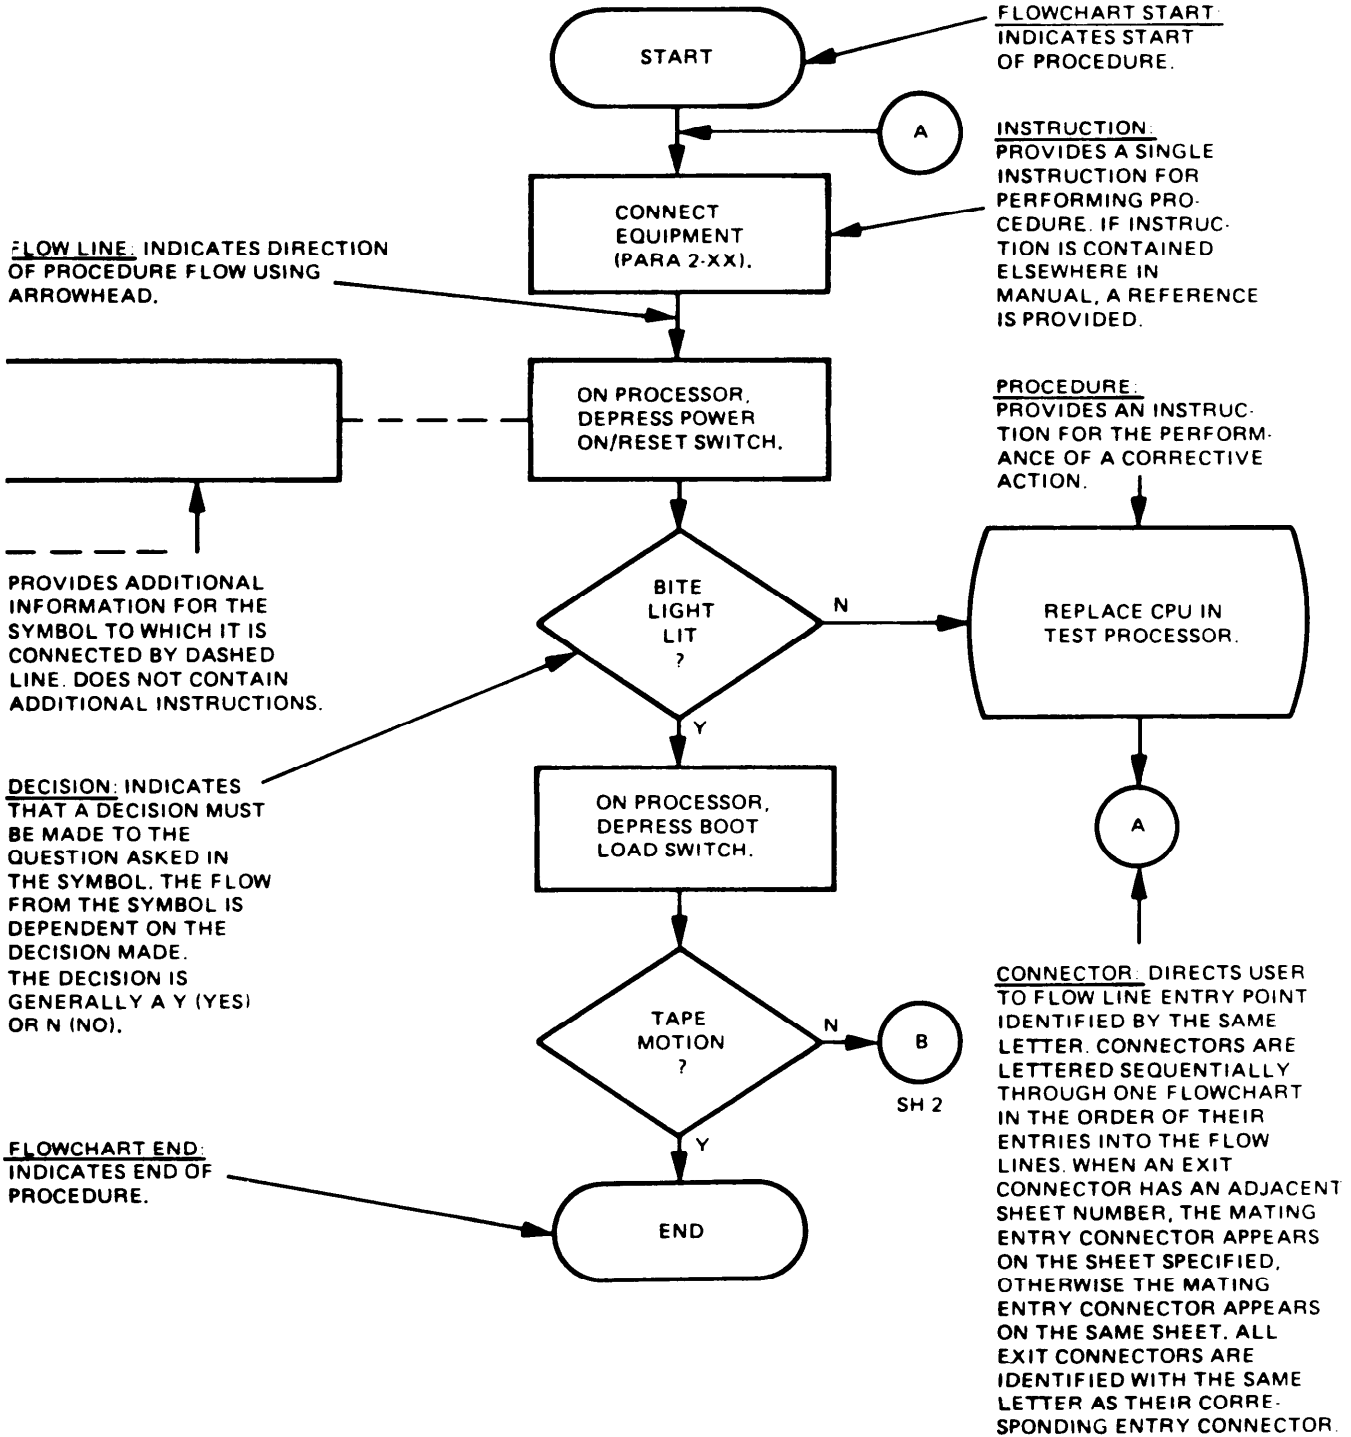 START
FLOWCHART START:
INDICATES START
OF PROCEDURE.
A
INSTRUCTION:
PROVIDES A SINGLE
INSTRUCTION FOR
PERFORMING PRO-
CEDURE. IF INSTRUC-
TION IS CONTAINED
ELSEWHERE IN
MANUAL, A REFERENCE
IS PROVIDED.
CONNECT
EQUIPMENT
(PARA 2-XX).
FLOW LINE: INDICATES DIRECTION
OF PROCEDURE FLOW USING
ARROWHEAD.
ON PROCESSOR,
DEPRESS POWER
ON/RESET SWITCH.
PROCEDURE:
PROVIDES AN INSTRUC-
TION FOR THE PERFORM-
ANCE OF A CORRECTIVE
ACTION.
PROVIDES ADDITIONAL
INFORMATION FOR THE
SYMBOL TO WHICH IT IS
CONNECTED BY DASHED
LINE. DOES NOT CONTAIN
ADDITIONAL INSTRUCTIONS.
BITE
LIGHT
LIT
?
N
REPLACE CPU IN
TEST PROCESSOR.
Y
DECISION: INDICATES
THAT A DECISION MUST
BE MADE TO THE
QUESTION ASKED IN
THE SYMBOL. THE FLOW
FROM THE SYMBOL IS
DEPENDENT ON THE
DECISION MADE.
THE DECISION IS
GENERALLY A Y (YES)
OR N (NO).
ON PROCESSOR,
DEPRESS BOOT
LOAD SWITCH.
A
TAPE
MOTION
?
N
B
SH 2
Y
CONNECTOR: DIRECTS USER
TO FLOW LINE ENTRY POINT
IDENTIFIED BY THE SAME
LETTER. CONNECTORS ARE
LETTERED SEQUENTIALLY
THROUGH ONE FLOWCHART
IN THE ORDER OF THEIR
ENTRIES INTO THE FLOW
LINES. WHEN AN EXIT
CONNECTOR HAS AN ADJACENT
SHEET NUMBER, THE MATING
ENTRY CONNECTOR APPEARS
ON THE SHEET SPECIFIED,
OTHERWISE THE MATING
ENTRY CONNECTOR APPEARS
ON THE SAME SHEET. ALL
EXIT CONNECTORS ARE
IDENTIFIED WITH THE SAME
LETTER AS THEIR CORRE-
SPONDING ENTRY CONNECTOR.
FLOWCHART END:
INDICATES END OF
PROCEDURE.
END